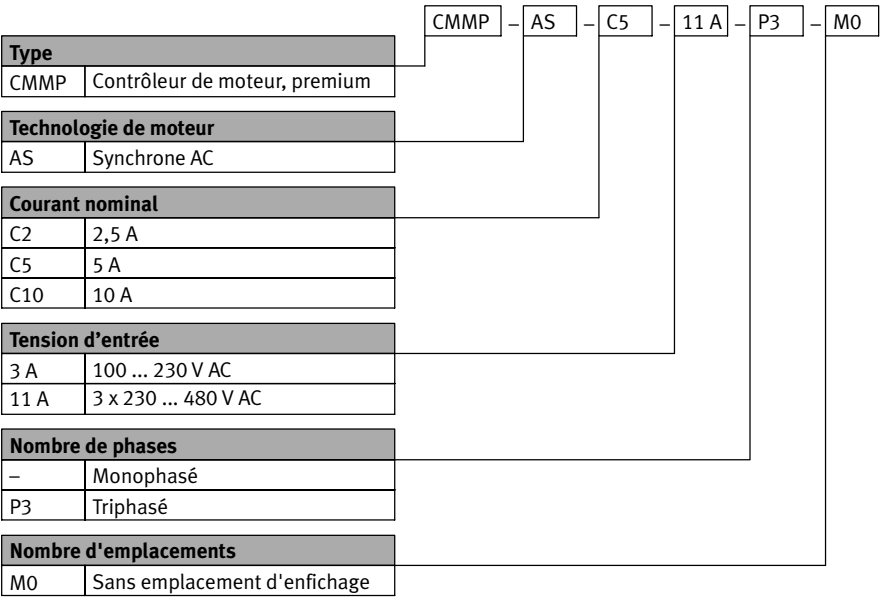 CMMP – AS – C5 – 11 A – P3 – M0
Type
CMMP Contrôleur de moteur, premium
Technologie de moteur
AS Synchrone AC
Courant nominal
C2 2,5 A
C5 5 A
C10 10 A
Tension d’entrée
3 A 100 ... 230 V AC
11 A 3 x 230 ... 480 V AC
Nombre de phases
– Monophasé
P3 Triphasé
Nombre d'emplacements
M0 Sans emplacement d'enfichage